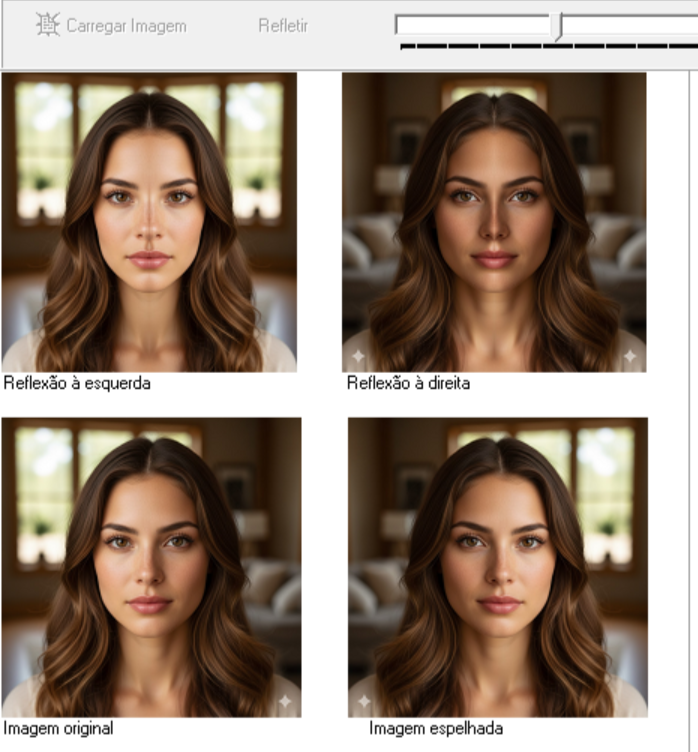 Carregar Imagem
Refletir
Reflexão à esquerda
Reflexão à direita
Imagem original
Imagem espelhada